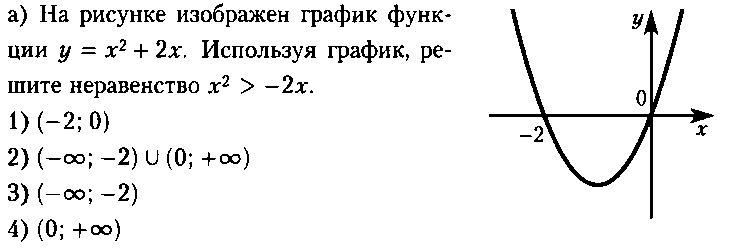 а) На рисунке изображен график функ-
ции y = x² + 2x. Используя график, ре-
шите неравенство x² > −2x.
1) (−2; 0)
2) (−∞; −2) ∪ (0; +∞)
3) (−∞; −2)
4) (0; +∞)
y
0
−2
x